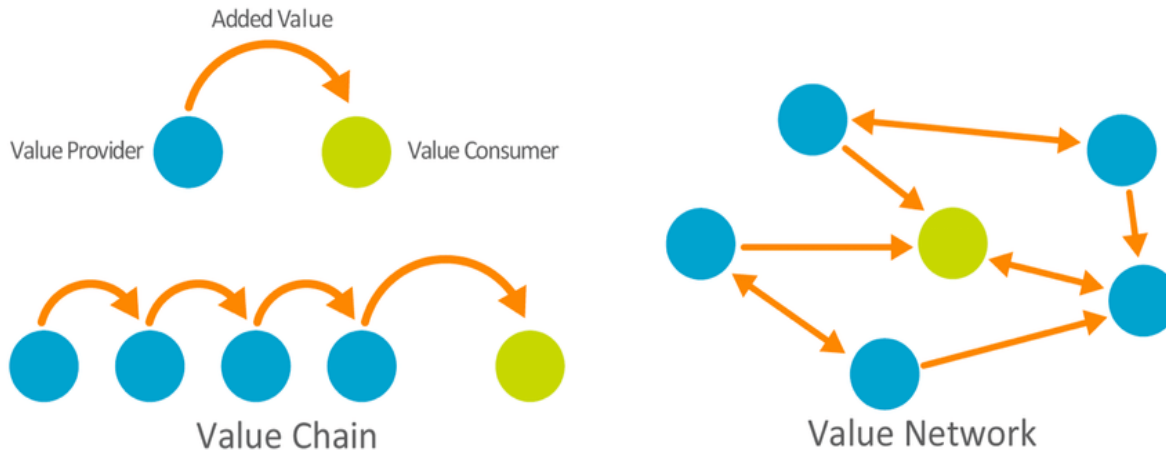 Added Value
Value Provider
Value Consumer
Value Chain
Value Network